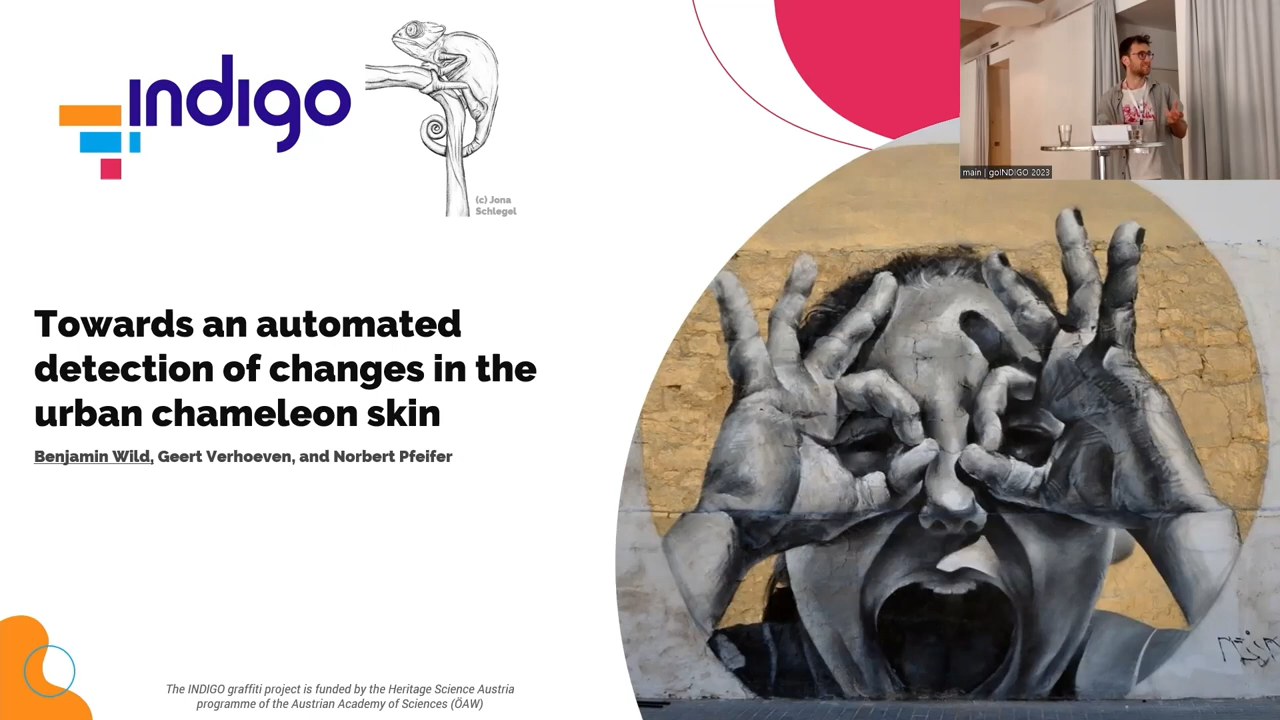 indigo
(c) Jona
Schlegel
main | goINDIGO 2023
Towards an automated
detection of changes in the
urban chameleon skin
Benjamin Wild, Geert Verhoeven, and Norbert Pfeifer
The INDIGO graffiti project is funded by the Heritage Science Austria
programme of the Austrian Academy of Sciences (ÖAW)